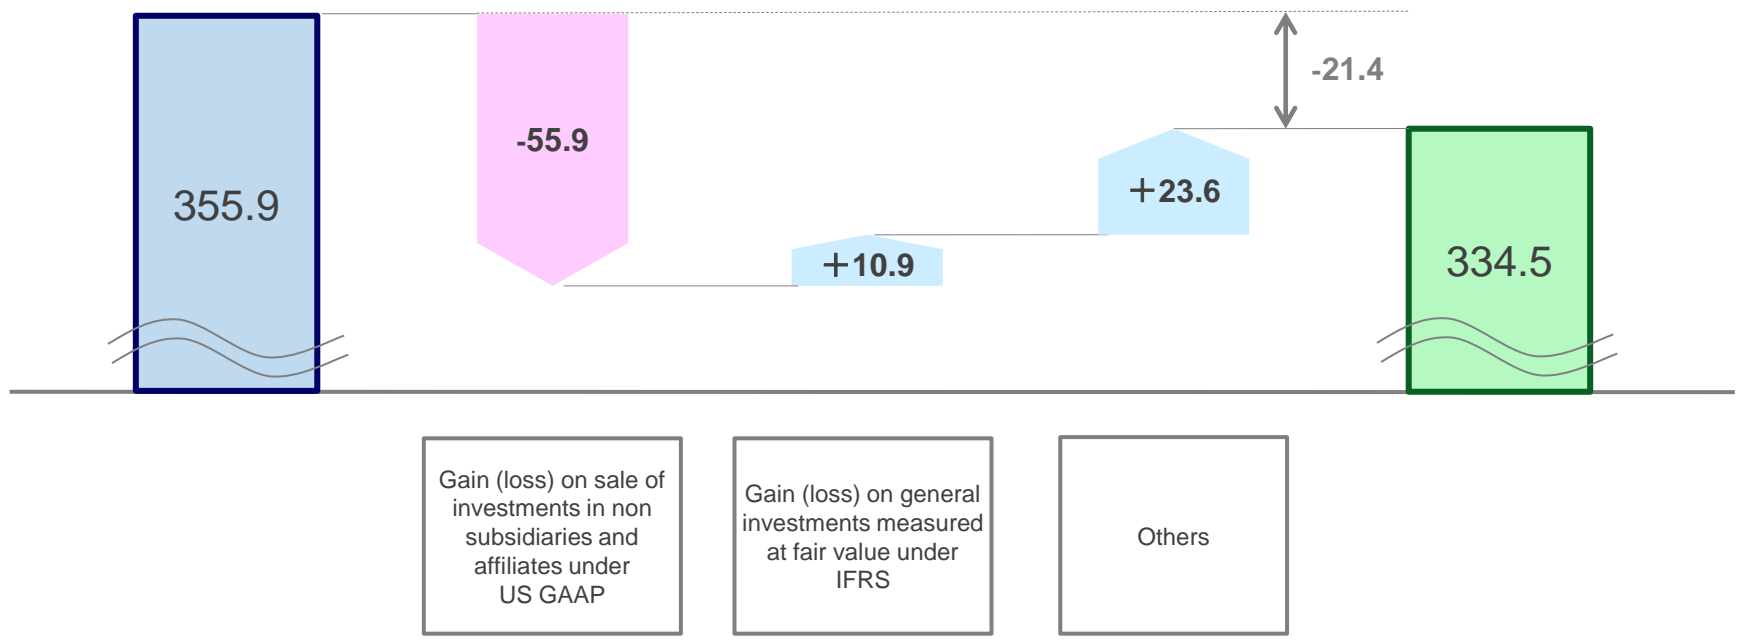 355.9
-55.9
+10.9
+23.6
-21.4
334.5
Gain (loss) on sale of
investments in non
subsidiaries and
affiliates under
US GAAP
Gain (loss) on general
investments measured
at fair value under
IFRS
Others